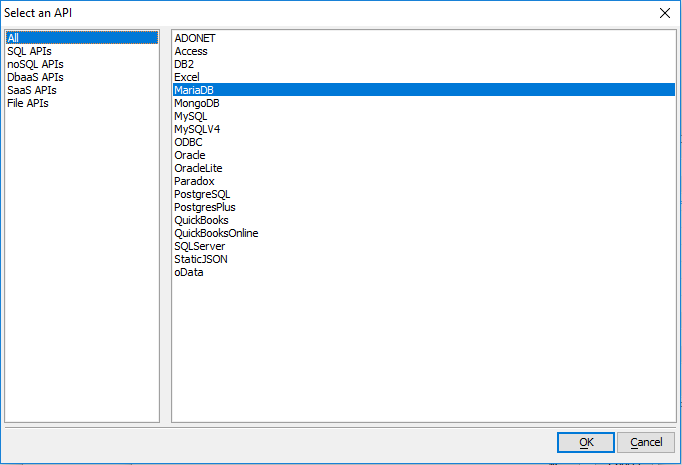 Select an API
All
SQL APIs
noSQL APIs
DbaaS APIs
SaaS APIs
File APIs
ADONET
Access
DB2
Excel
MariaDB
MongoDB
MySQL
MySQLV4
ODBC
Oracle
OracleLite
Paradox
PostgreSQL
PostgresPlus
QuickBooks
QuickBooksOnline
SQLServer
StaticJSON
oData
OK
Cancel